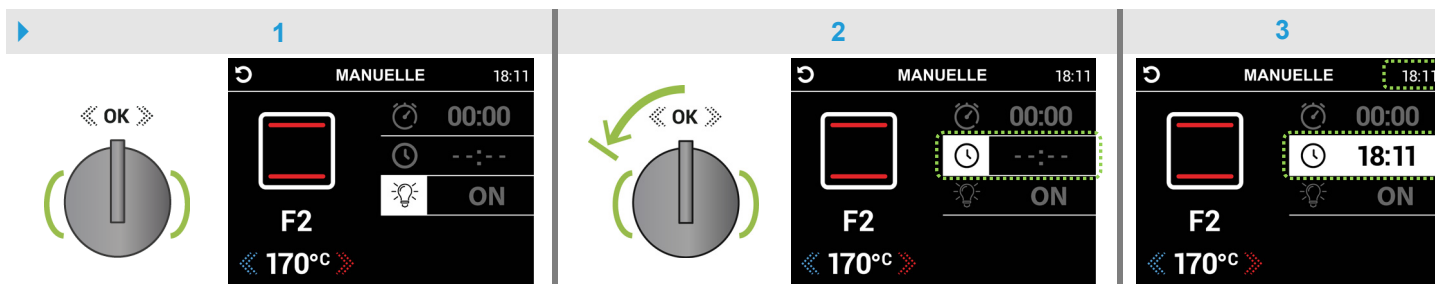 1
2
3
OK
MANUELLE 18:11
00:00
--:--
ON
F2
170°C
OK
MANUELLE 18:11
00:00
--:--
ON
F2
170°C
MANUELLE 18:11
00:00
18:11
ON
F2
170°C